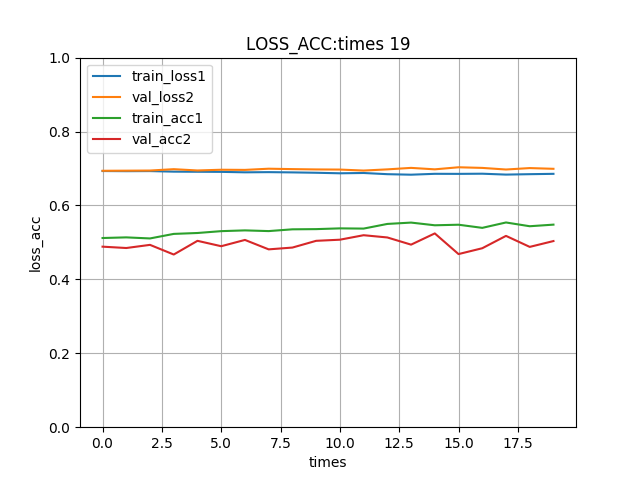 LOSS_ACC:times 19
1.0
0.8
0.6
0.4
0.2
0.0
loss_acc
train_loss1
val_loss2
train_acc1
val_acc2
0.0 2.5 5.0 7.5 10.0 12.5 15.0 17.5
times